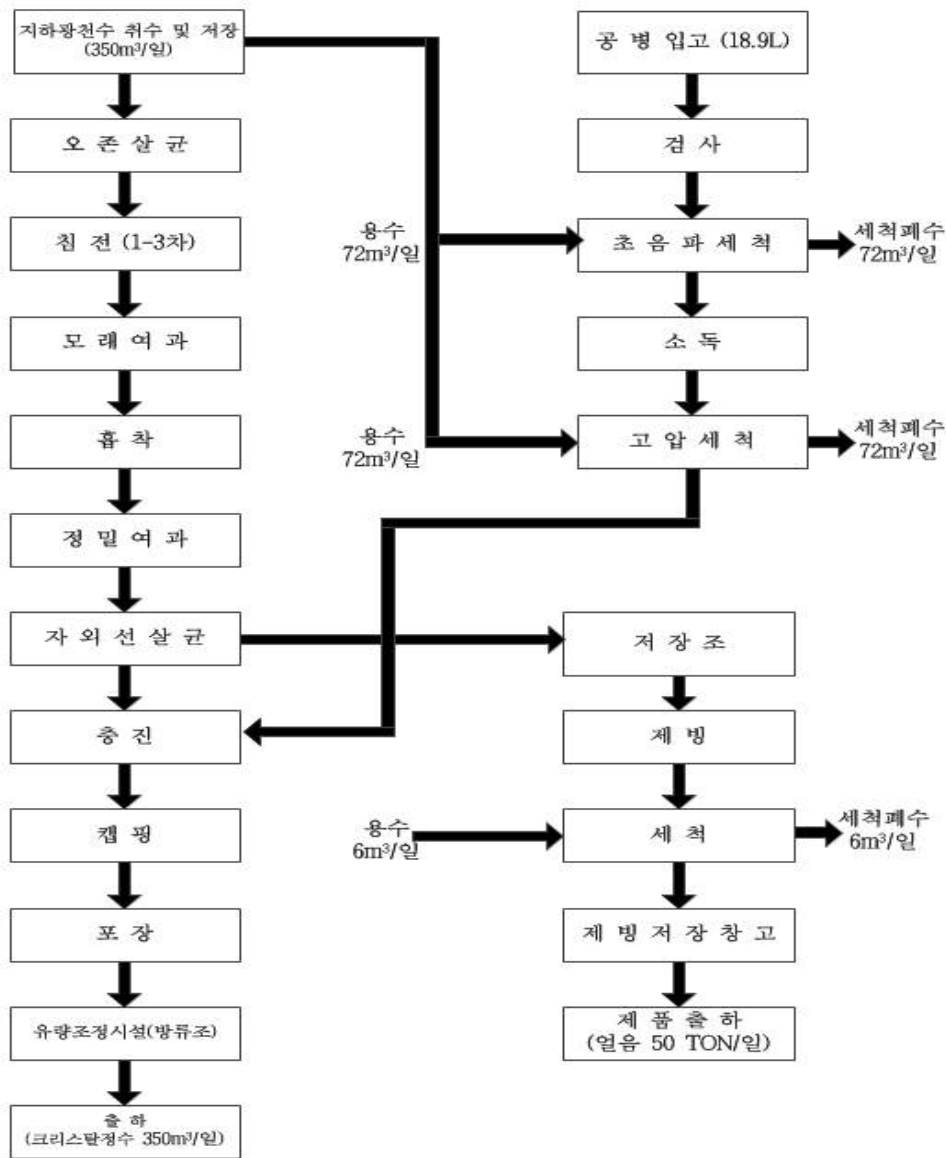 지하광천수 취수 및 저장
(350m³/일)
오 존 살 균
침 전 (1-3차)
모 래 여 과
흡 착
정 밀 여 과
자 외 선 살 균
충 진
캡 핑
포 장
유량조정시설(방류조)
출 하
(크리스탈정수 350m³/일)
공 병 입고 (18.9L)
검 사
용수
72m³/일
초 음 파 세 척
세척폐수
72m³/일
소 독
용수
72m³/일
고 압 세 척
세척폐수
72m³/일
저 장 조
제 빙
용수
6m³/일
세 척
세척폐수
6m³/일
제 빙 저 장 창 고
제 품 출 하
(얼음 50 TON/일)